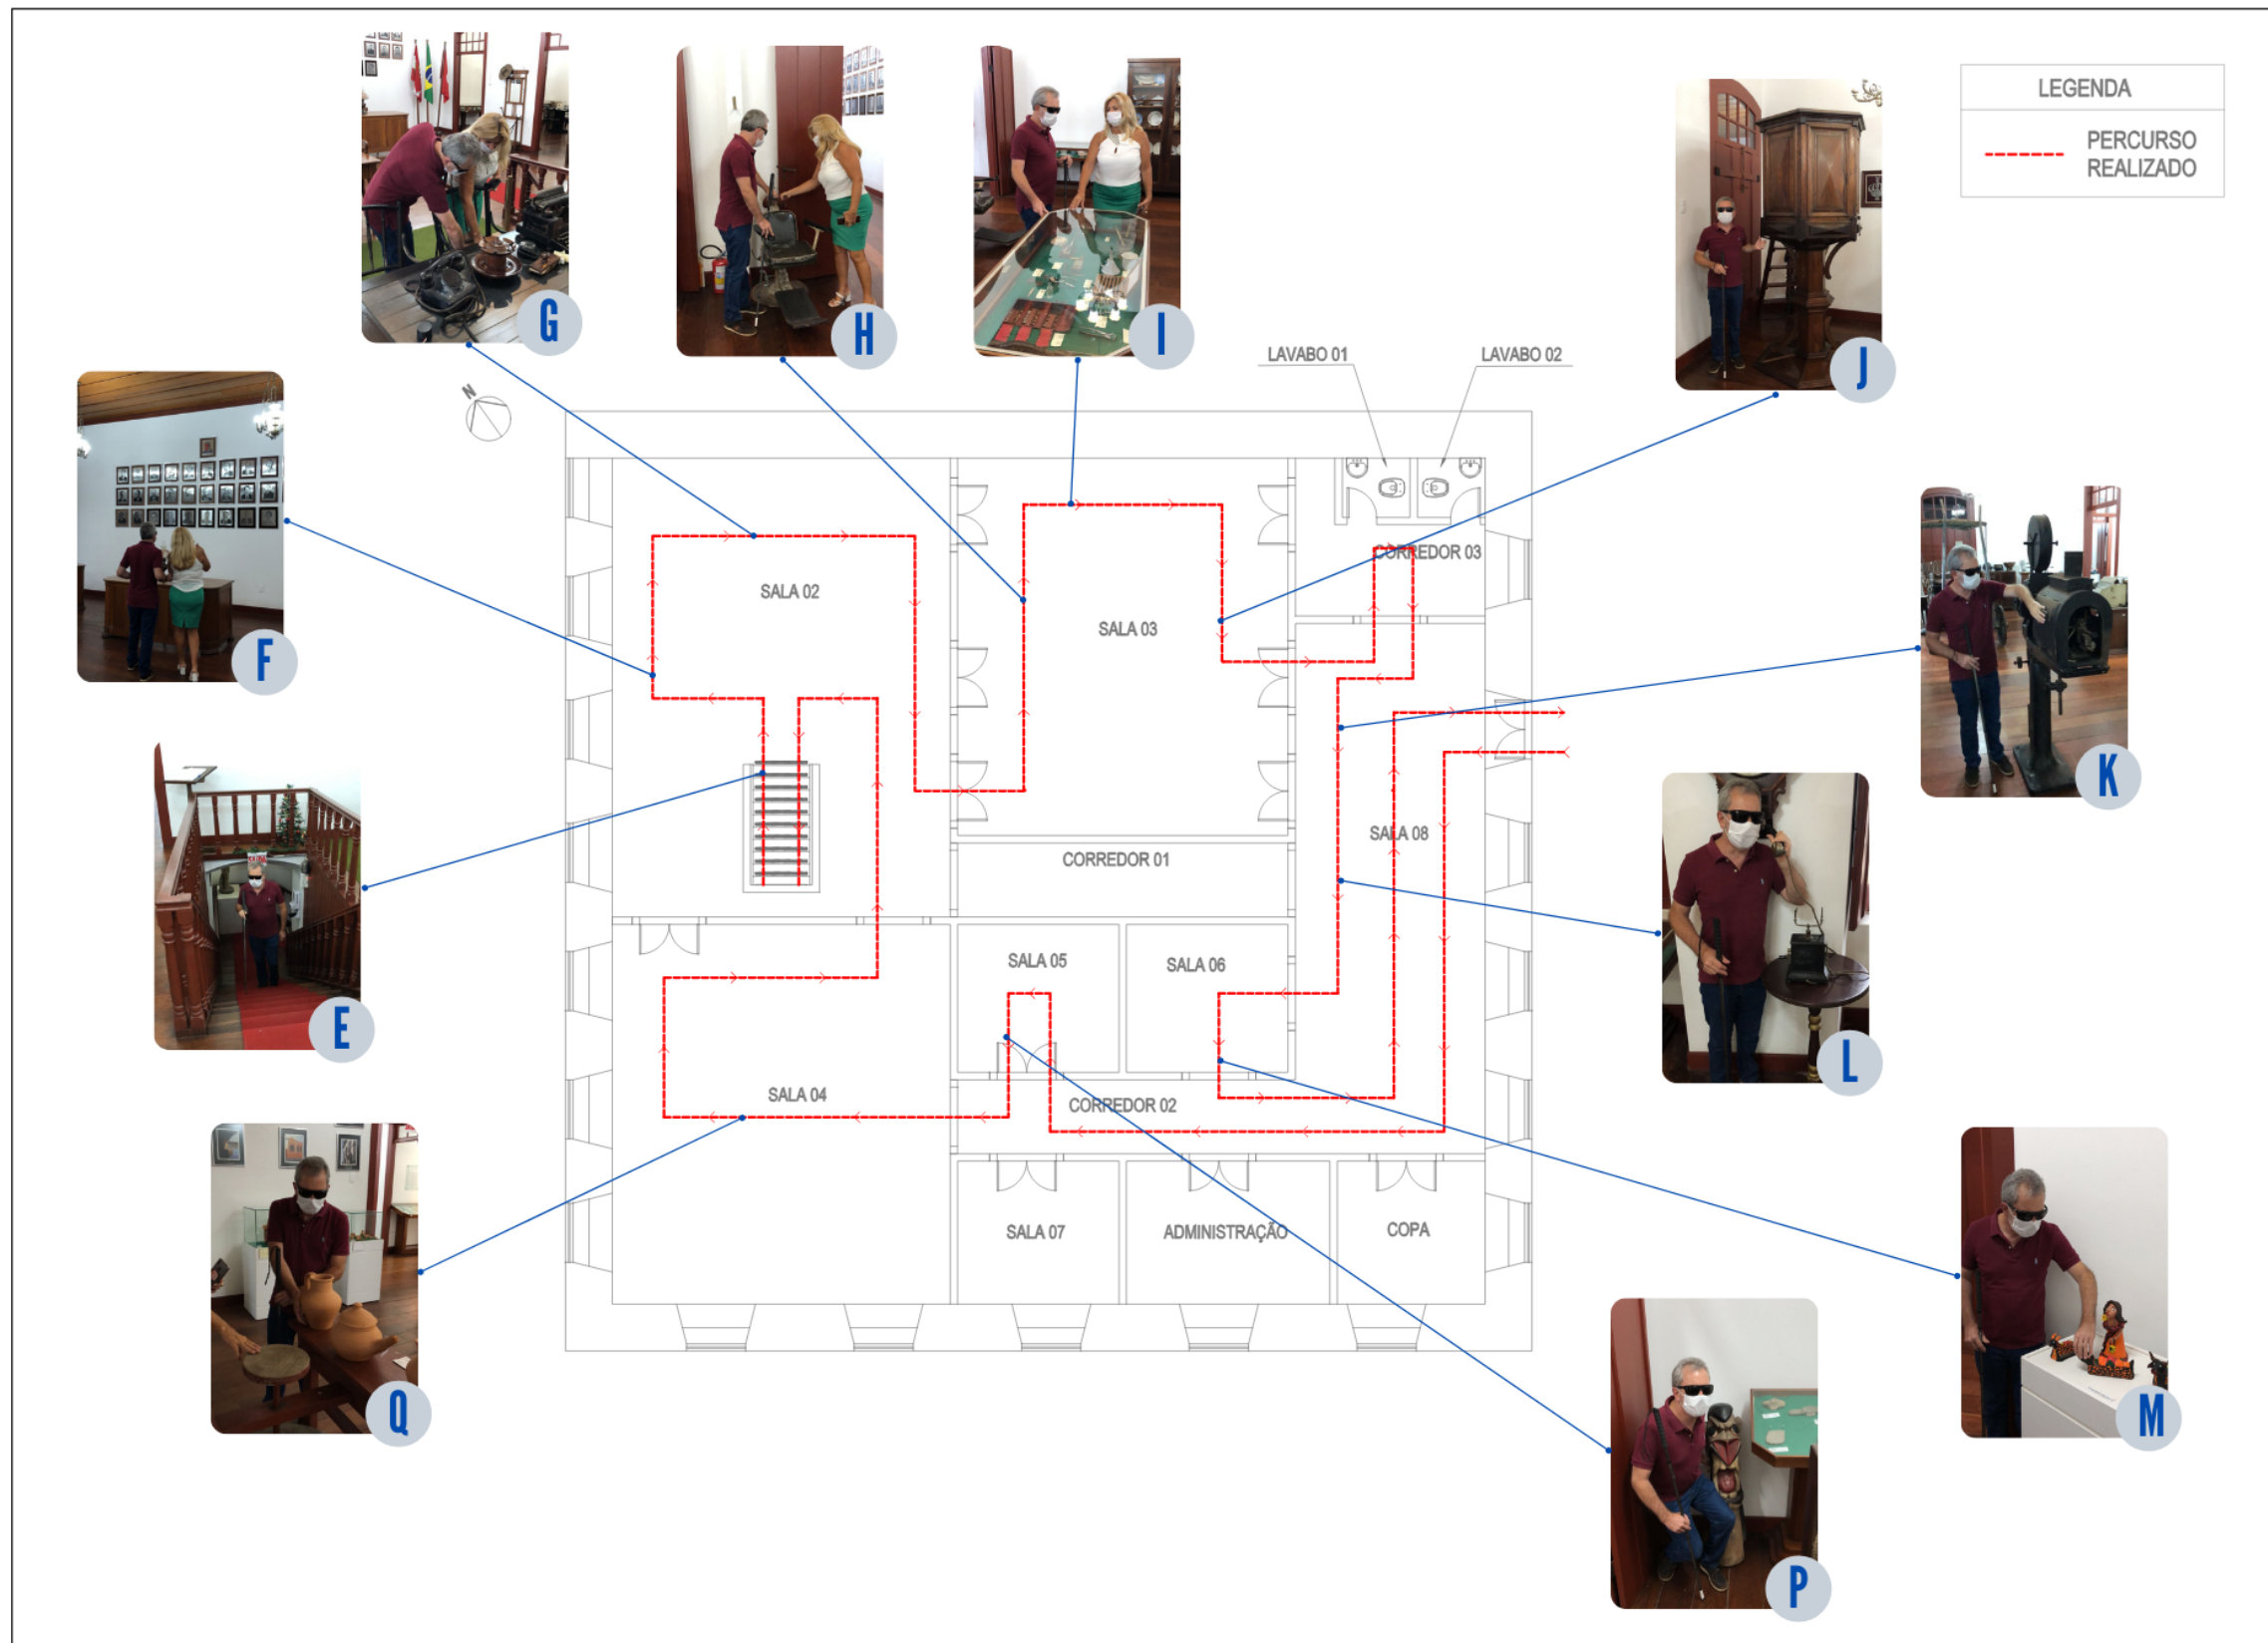 LEGENDA
PERCURSO
REALIZADO
G
H
I
J
LAVABO 01
LAVABO 02
N
F
CORREDOR 03
SALA 02
SALA 03
K
SALA 08
CORREDOR 01
E
L
SALA 05
SALA 06
SALA 04
CORREDOR 02
SALA 07
ADMINISTRAÇÃO
COPA
Q
M
P